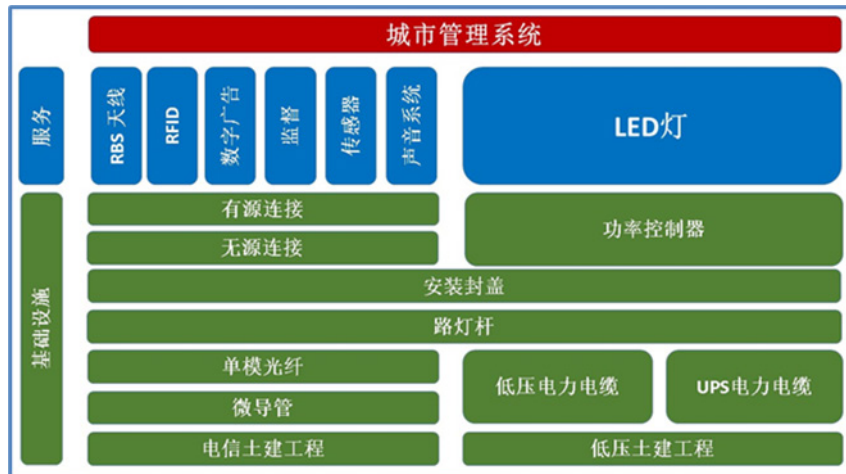 城市管理系统
服务
RBS 天线
RFID
数字广告
监督
传感器
声音系统
LED灯
基础设施
有源连接
无源连接
功率控制器
安装封盖
路灯杆
单模光纤
微导管
低压电力电缆
UPS电力电缆
电信土建工程
低压土建工程